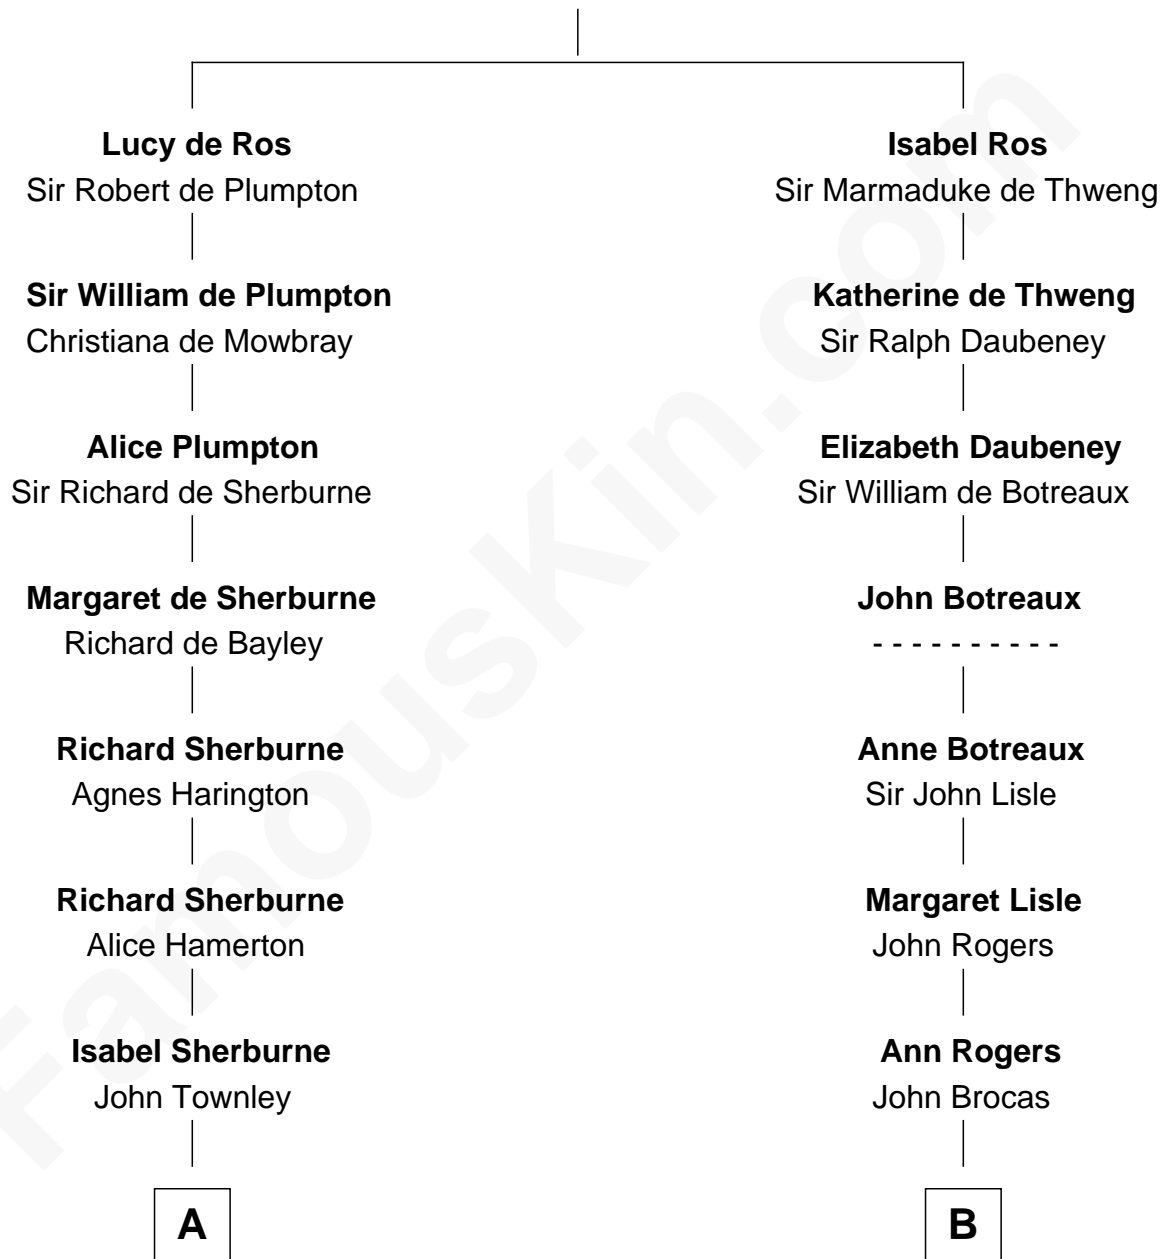 Lucy de Ros
Sir Robert de Plumpton
Sir William de Plumpton
Christiana de Mowbray
Alice Plumpton
Sir Richard de Sherburne
Margaret de Sherburne
Richard de Bayley
Richard Sherburne
Agnes Harington
Richard Sherburne
Alice Hamerton
Isabel Sherburne
John Townley
A
Isabel Ros
Sir Marmaduke de Thweng
Katherine de Thweng
Sir Ralph Daubeney
Elizabeth Daubeney
Sir William de Botreaux
John Botreaux
- - - - - - - - - -
Anne Botreaux
Sir John Lisle
Margaret Lisle
John Rogers
Ann Rogers
John Brocas
B
FamousKin.com